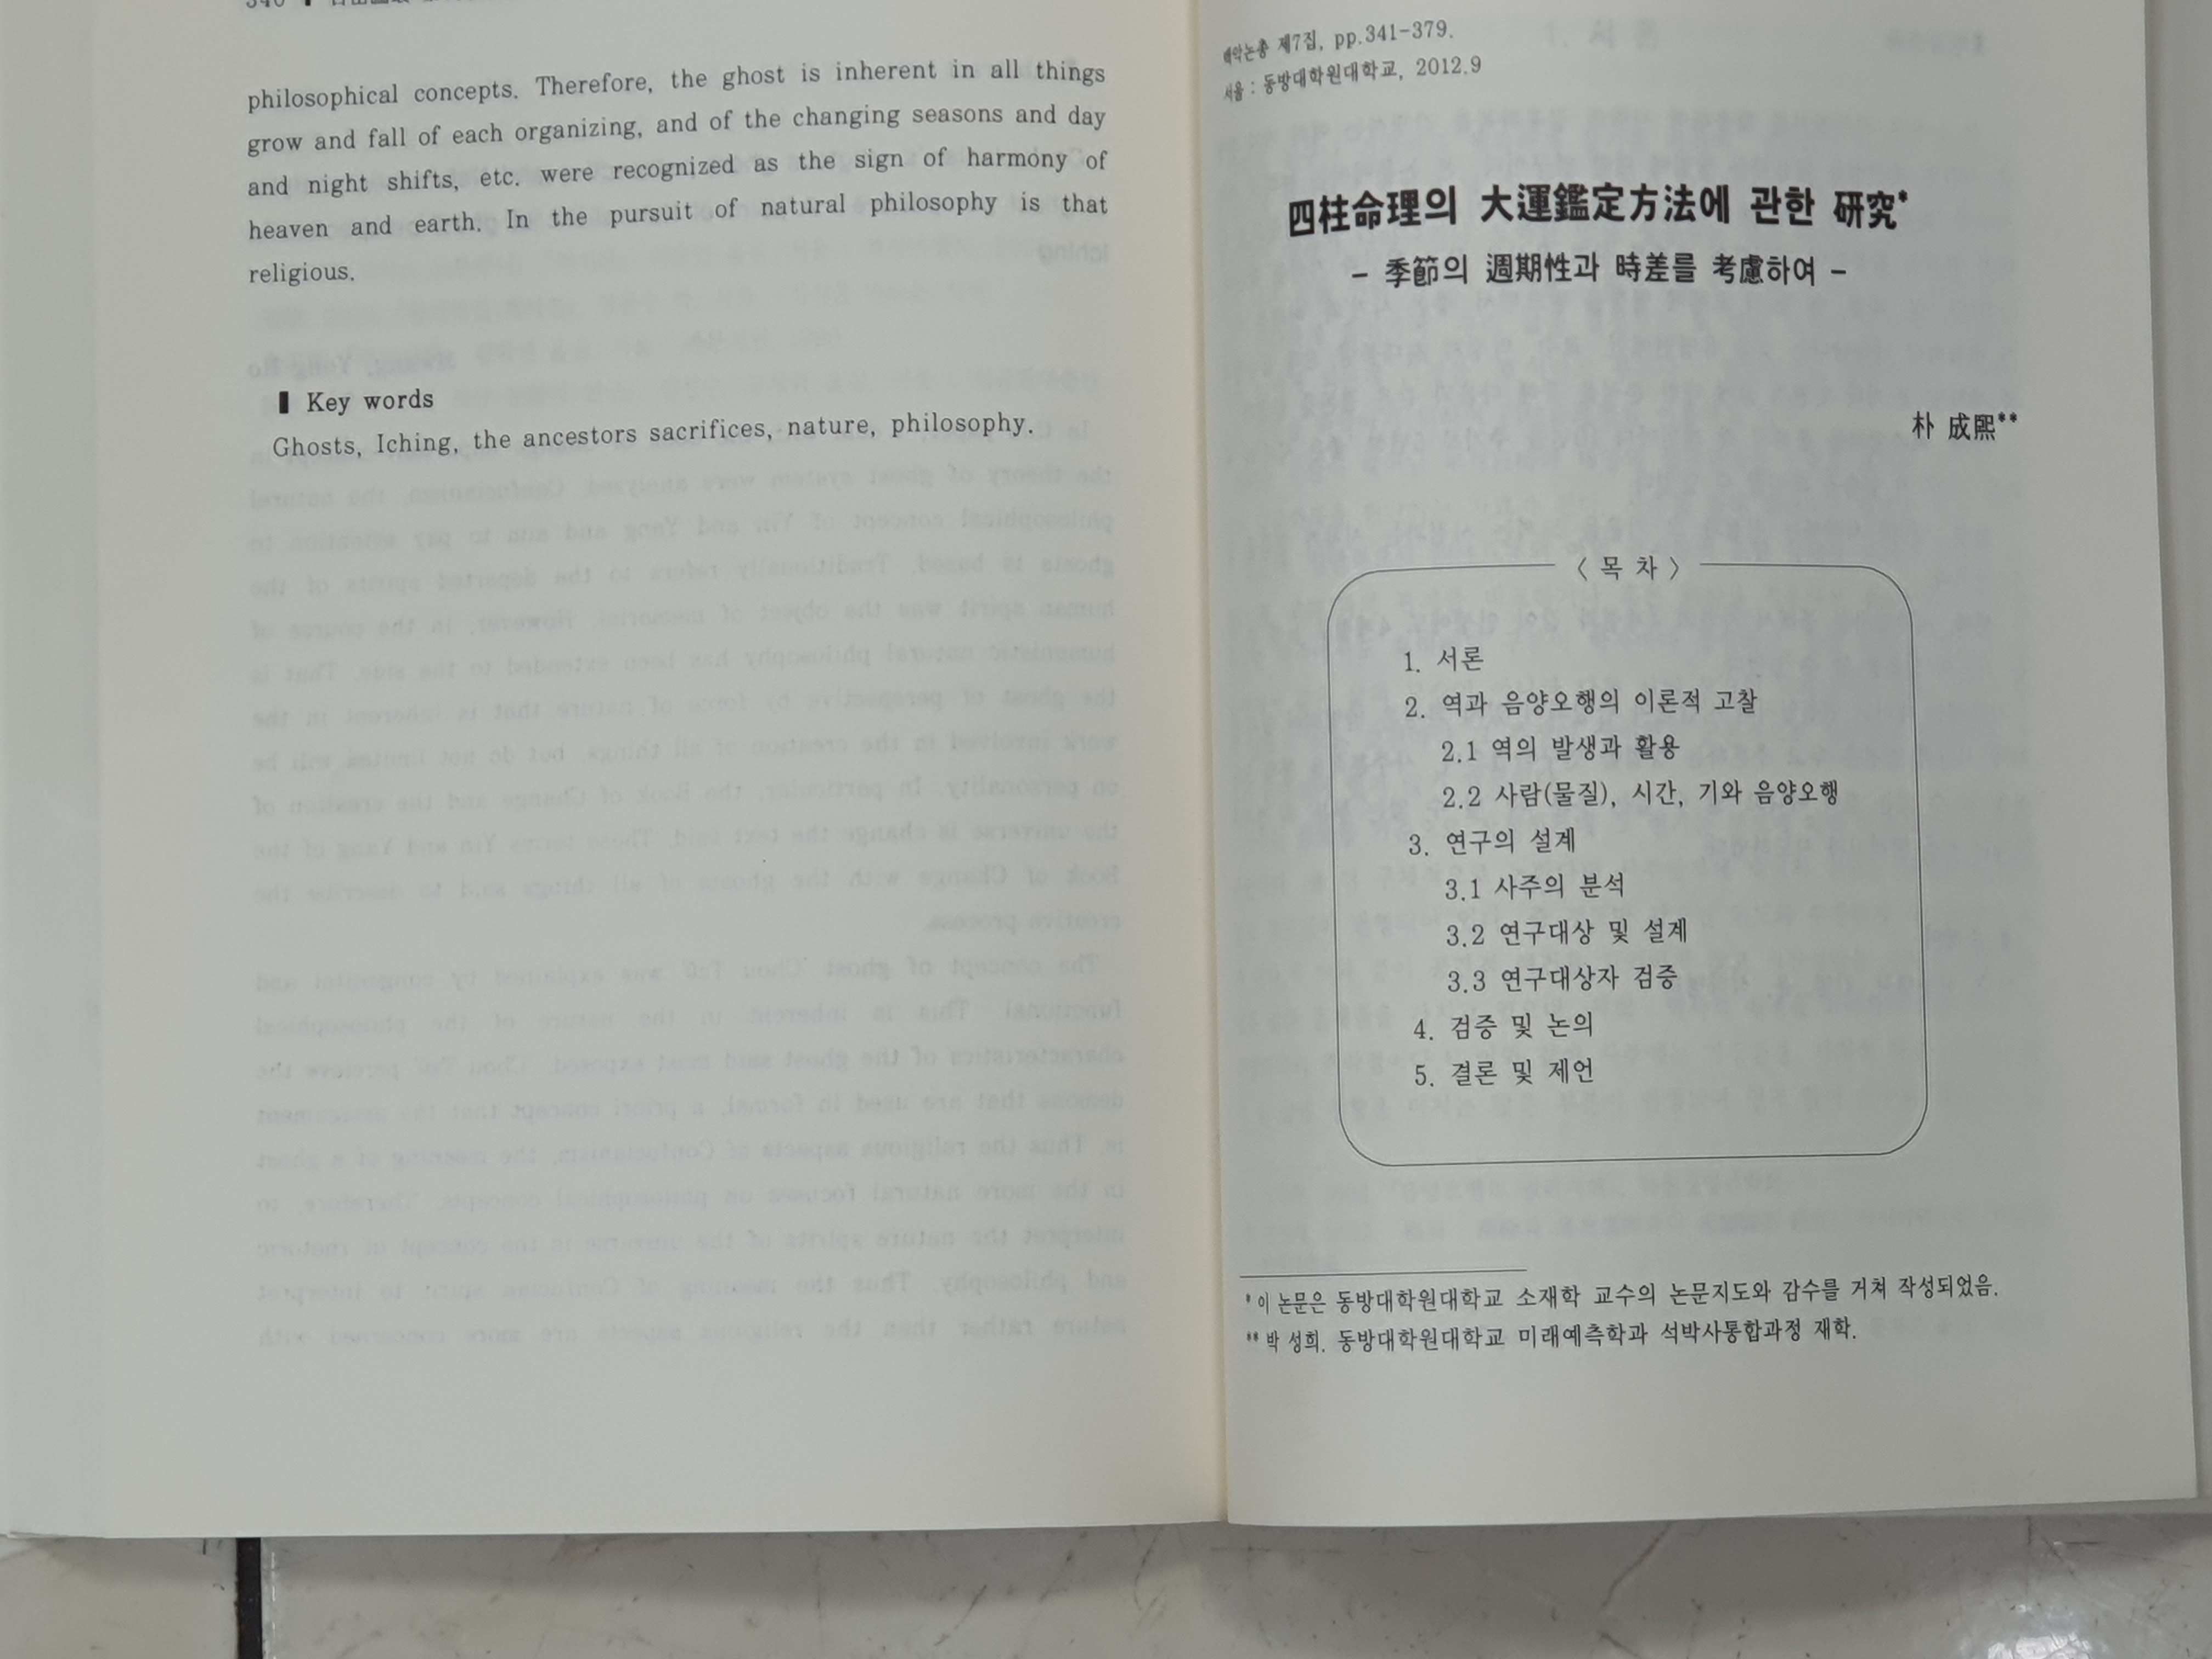 philosophical concepts. Therefore, the ghost is inherent in all things
grow and fall of each organizing, and of the changing seasons and day
and night shifts, etc. were recognized as the sign of harmony of
heaven and earth. In the pursuit of natural philosophy is that
religious.
▌ Key words
Ghosts, Iching, the ancestors sacrifices, nature, philosophy.
백악논총 제7집, pp.341-379.
서울 : 동방대학원대학교, 2012.9
四柱命理의 大運鑑定方法에 관한 硏究*
- 季節의 週期性과 時差를 考慮하여 -
朴 成熙**
〈 목 차 〉
1. 서론
2. 역과 음양오행의 이론적 고찰
2.1 역의 발생과 활용
2.2 사람(물질), 시간, 기와 음양오행
3. 연구의 설계
3.1 사주의 분석
3.2 연구대상 및 설계
3.3 연구대상자 검증
4. 검증 및 논의
5. 결론 및 제언
* 이 논문은 동방대학원대학교 소재학 교수의 논문지도와 감수를 거쳐 작성되었음.
** 박 성희. 동방대학원대학교 미래예측학과 석박사통합과정 재학.